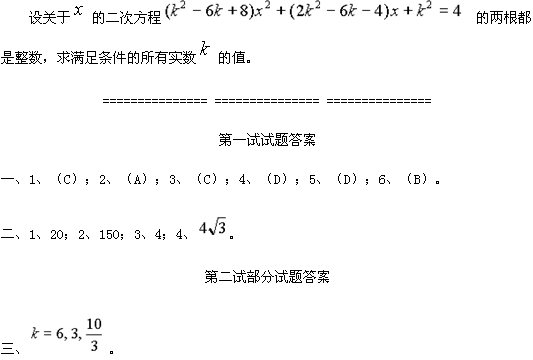 设关于 x 的二次方程 (k² − 6k + 8)x² + (2k² − 6k − 4)x + k² = 4 的两根都
是整数，求满足条件的所有实数 k 的值。
=============== =============== ===============
第一试试题答案
一、1、（C）；2、（A）；3、（C）；4、（D）；5、（D）；6、（B）。
二、1、20；2、150；3、4；4、4√3。
第二试部分试题答案
三、k = 6, 3, 10/3。